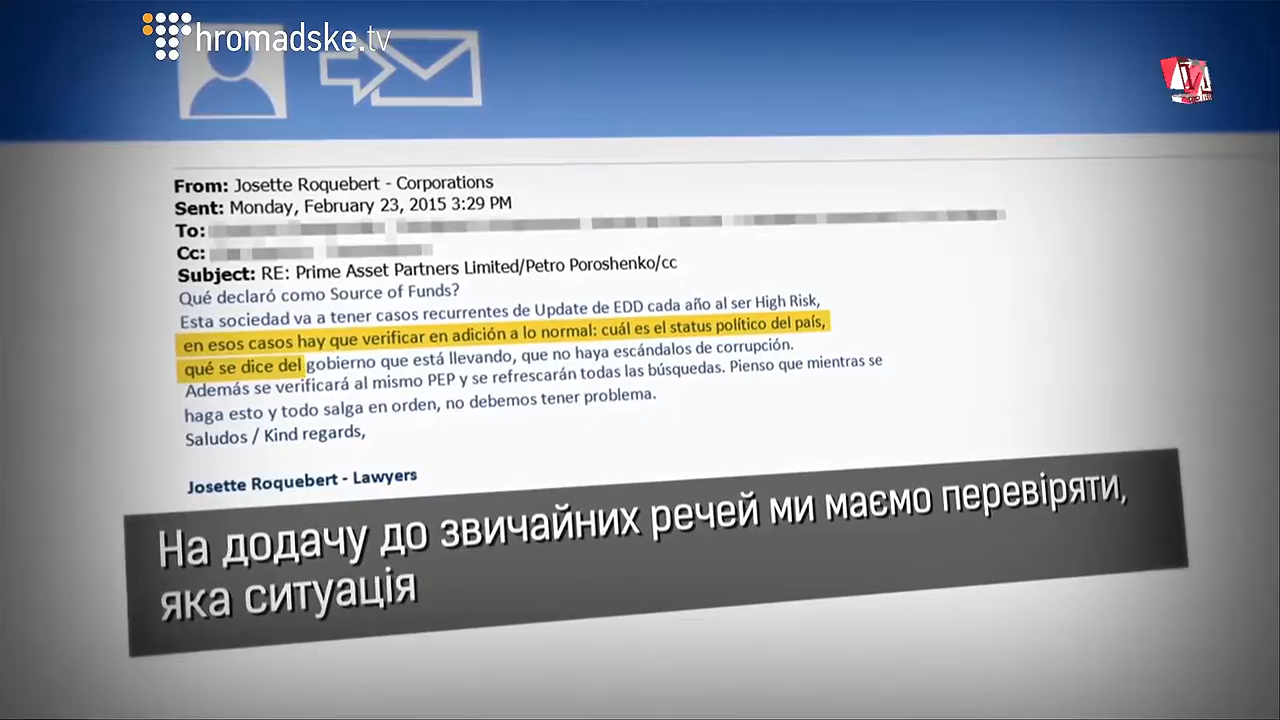 hromadske.tv
From: Josette Roquebert - Corporations
Sent: Monday, February 23, 2015 3:29 PM
To:
Cc:
Subject: RE: Prime Asset Partners Limited/Petro Poroshenko/cc
Qué declaró como Source of Funds?
Esta sociedad va a tener casos recurrentes de Update de EDD cada año al ser High Risk,
en esos casos hay que verificar en adición a lo normal: cuál es el status político del país,
qué se dice del gobierno que está llevando, que no haya escándalos de corrupción.
Además se verificará al mismo PEP y se refrescarán todas las búsquedas. Pienso que mientras se
haga esto y todo salga en orden, no debemos tener problema.
Saludos / Kind regards,
Josette Roquebert - Lawyers
На додачу до звичайних речей ми маємо перевіряти,
яка ситуація